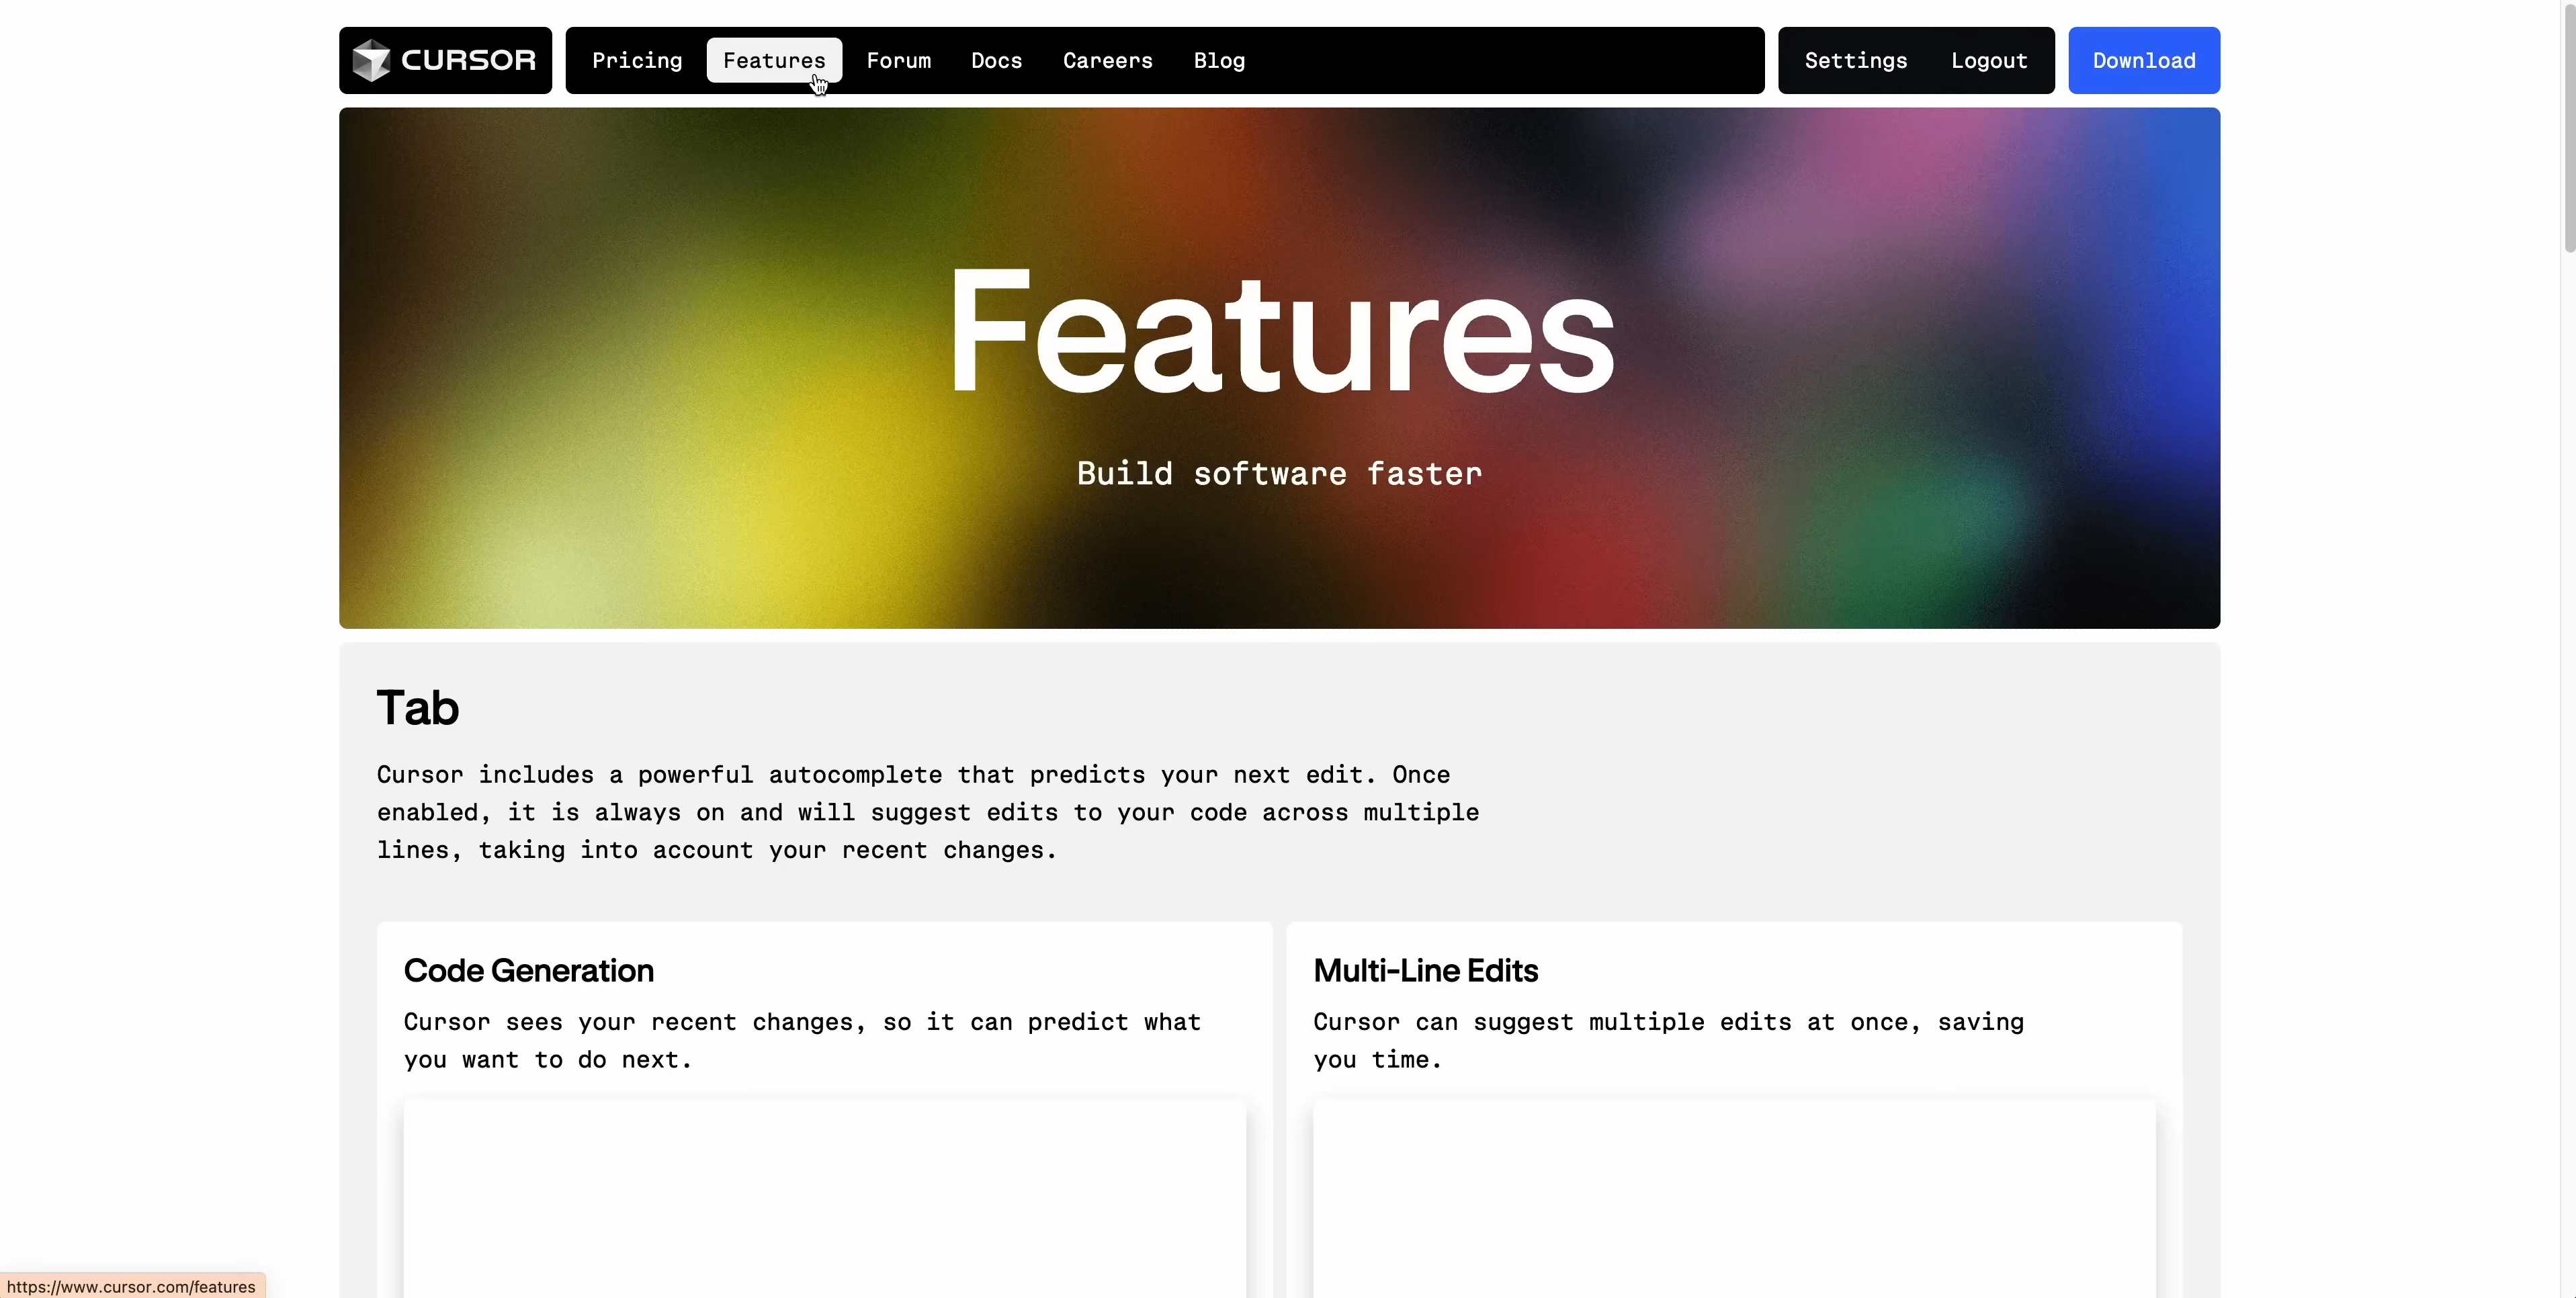 CURSOR Pricing Features Forum Docs Careers Blog Settings Logout Download
Features
Build software faster
Tab
Cursor includes a powerful autocomplete that predicts your next edit. Once
enabled, it is always on and will suggest edits to your code across multiple
lines, taking into account your recent changes.
Code Generation
Cursor sees your recent changes, so it can predict what
you want to do next.
Multi-Line Edits
Cursor can suggest multiple edits at once, saving
you time.
https://www.cursor.com/features